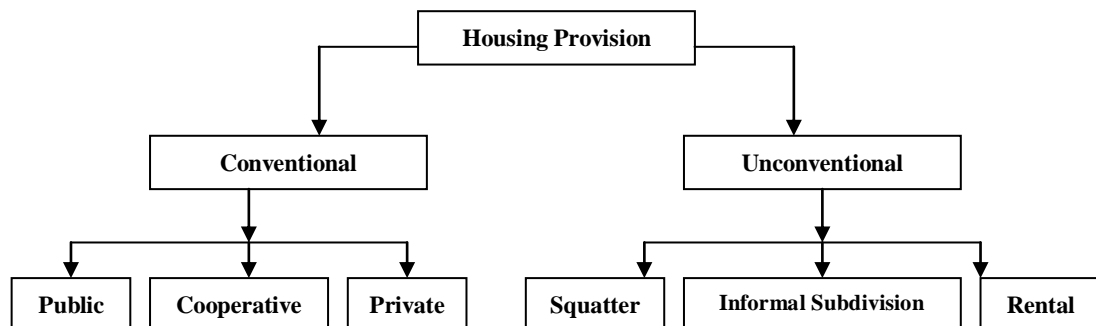 Housing Provision
Conventional
Unconventional
Public
Cooperative
Private
Squatter
Informal Subdivision
Rental